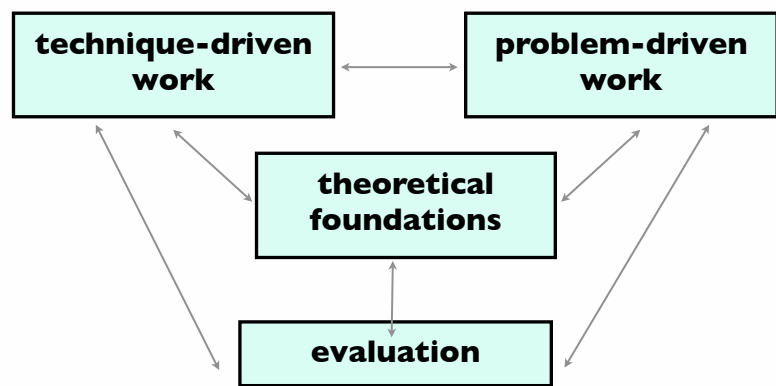 technique-driven
work
problem-driven
work
theoretical
foundations
evaluation